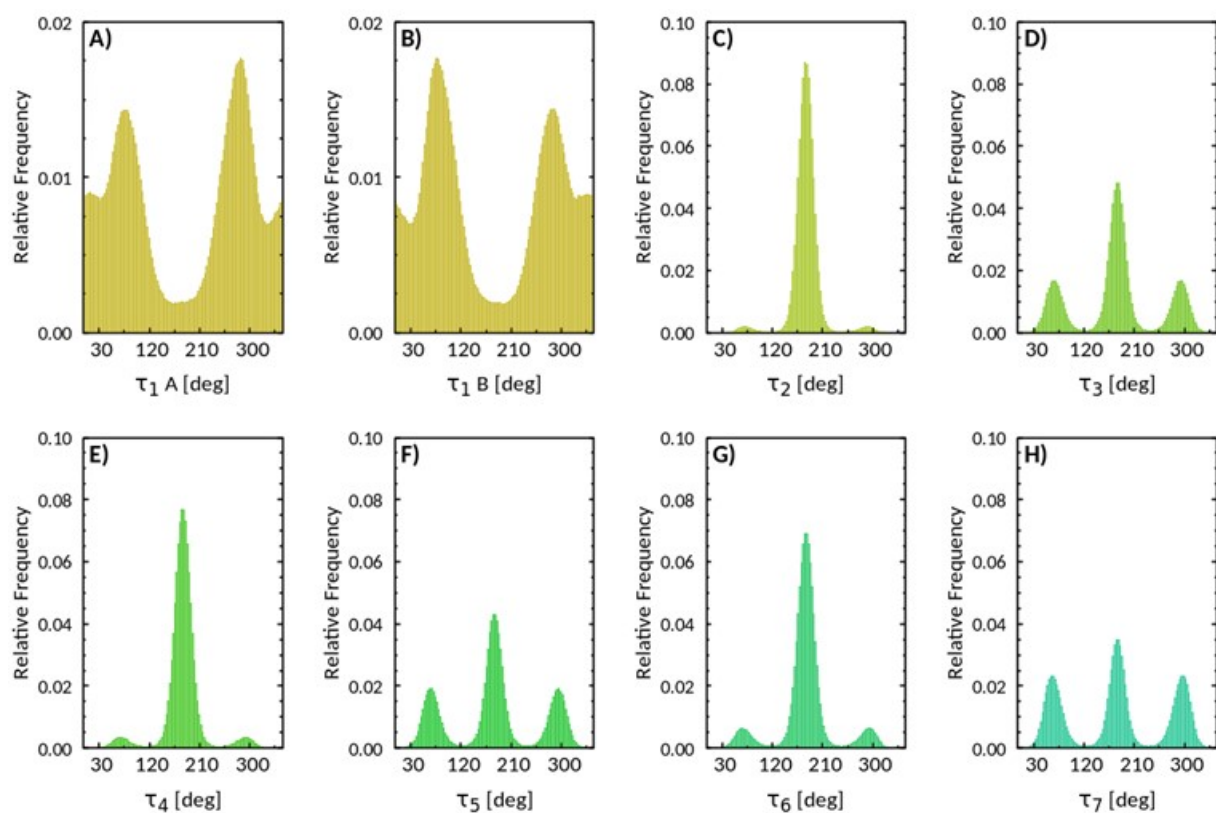 A)
0.02
0.01
0.00
Relative Frequency
30 120 210 300
τ1 A [deg]
B)
0.02
0.01
0.00
Relative Frequency
30 120 210 300
τ1 B [deg]
C)
0.10
0.08
0.06
0.04
0.02
0.00
Relative Frequency
30 120 210 300
τ2 [deg]
D)
0.10
0.08
0.06
0.04
0.02
0.00
Relative Frequency
30 120 210 300
τ3 [deg]
E)
0.10
0.08
0.06
0.04
0.02
0.00
Relative Frequency
30 120 210 300
τ4 [deg]
F)
0.10
0.08
0.06
0.04
0.02
0.00
Relative Frequency
30 120 210 300
τ5 [deg]
G)
0.10
0.08
0.06
0.04
0.02
0.00
Relative Frequency
30 120 210 300
τ6 [deg]
H)
0.10
0.08
0.06
0.04
0.02
0.00
Relative Frequency
30 120 210 300
τ7 [deg]